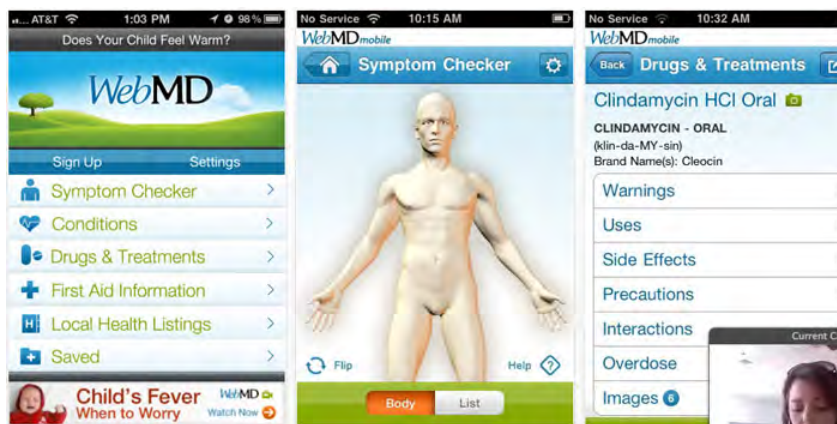 AT&T 1:03 PM 98%
Does Your Child Feel Warm?
WebMD
Sign Up Settings
Symptom Checker
Conditions
Drugs & Treatments
First Aid Information
H Local Health Listings
Saved
Child's Fever
When to Worry
WebMD
Watch Now
No Service 10:15 AM
WebMD mobile
Symptom Checker
Flip
Help ?
Body List
No Service 10:32 AM
WebMD mobile
Back Drugs & Treatments
Clindamycin HCl Oral
CLINDAMYCIN - ORAL
(klin-da-MY-sin)
Brand Name(s): Cleocin
Warnings
Uses
Side Effects
Precautions
Interactions
Overdose
Images 6
Current